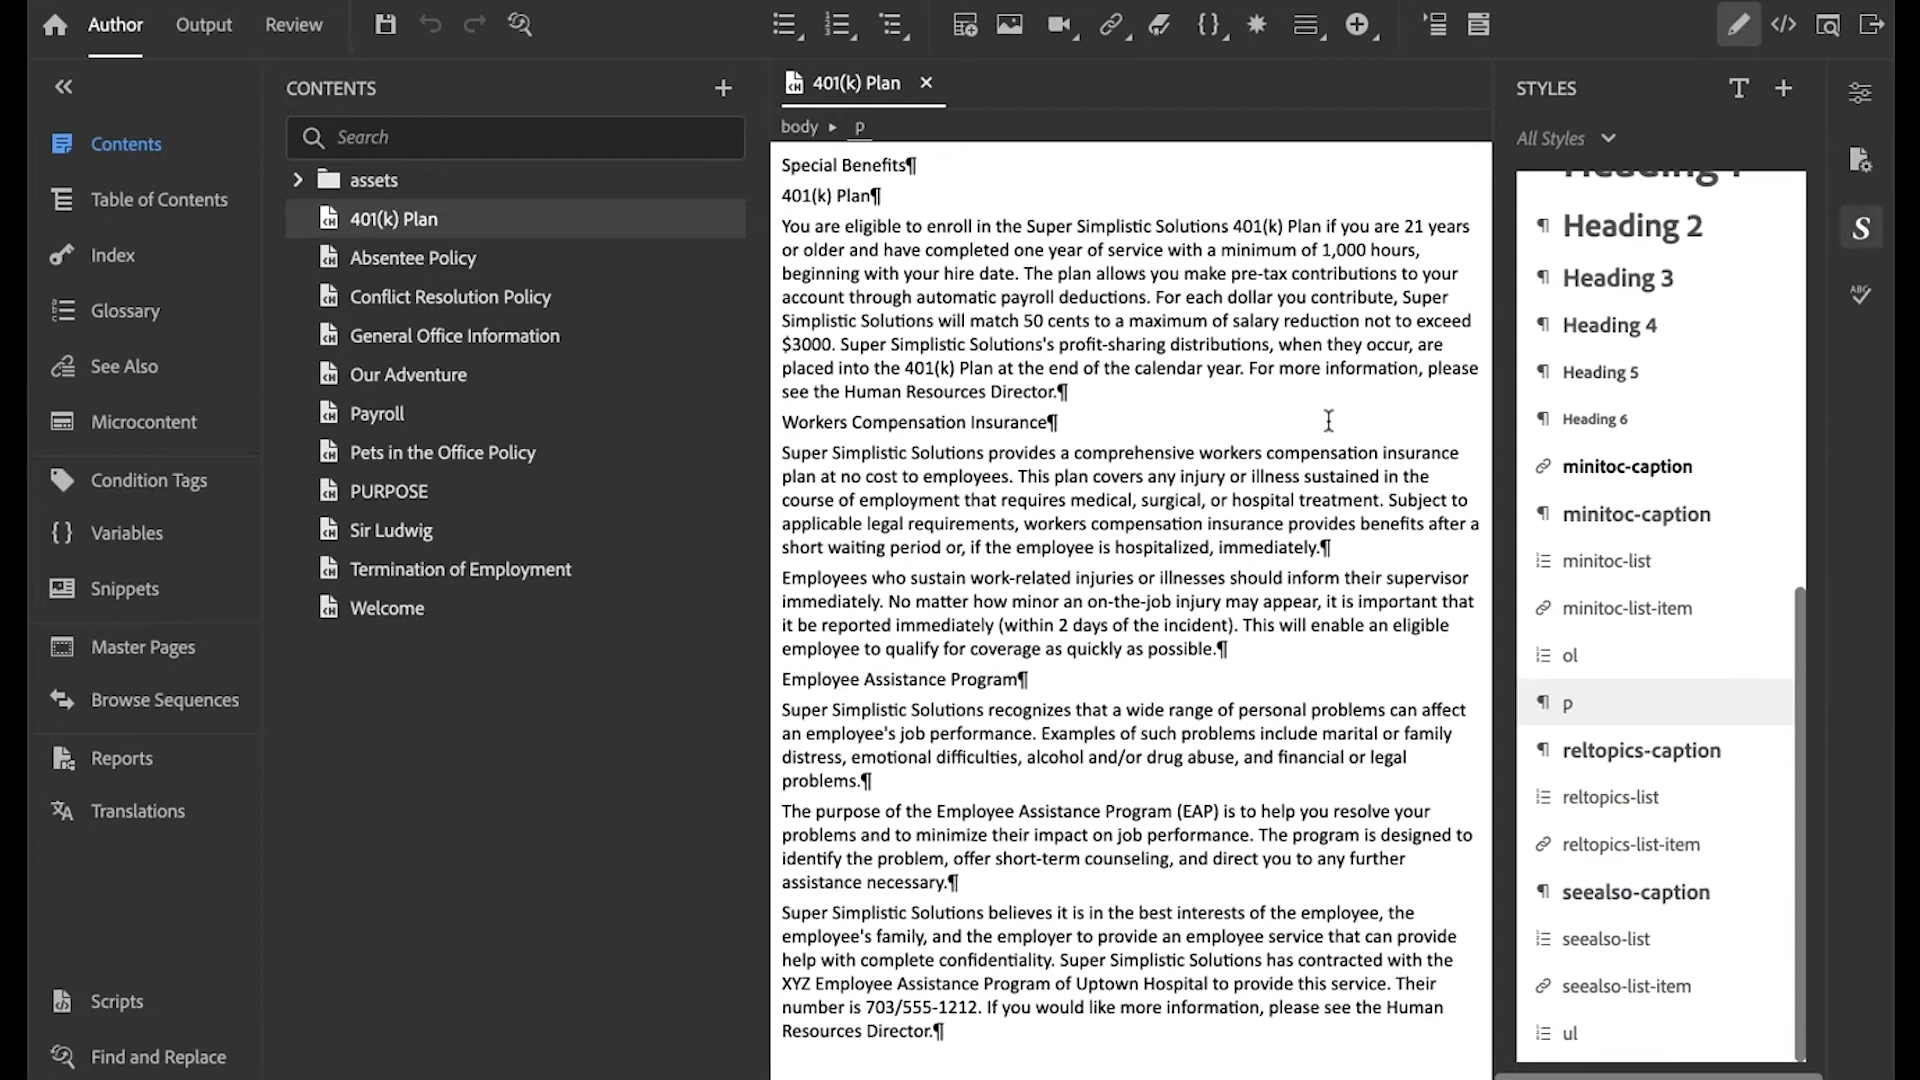 Author
Output
Review
Contents
Table of Contents
Index
Glossary
See Also
Microcontent
Condition Tags
Variables
Snippets
Master Pages
Browse Sequences
Reports
Translations
Scripts
Find and Replace
CONTENTS
Search
assets
401(k) Plan
Absentee Policy
Conflict Resolution Policy
General Office Information
Our Adventure
Payroll
Pets in the Office Policy
PURPOSE
Sir Ludwig
Termination of Employment
Welcome
401(k) Plan
body ▸ p
Special Benefits¶
401(k) Plan¶
You are eligible to enroll in the Super Simplistic Solutions 401(k) Plan if you are 21 years
or older and have completed one year of service with a minimum of 1,000 hours,
beginning with your hire date. The plan allows you make pre-tax contributions to your
account through automatic payroll deductions. For each dollar you contribute, Super
Simplistic Solutions will match 50 cents to a maximum of salary reduction not to exceed
$3000. Super Simplistic Solutions's profit-sharing distributions, when they occur, are
placed into the 401(k) Plan at the end of the calendar year. For more information, please
see the Human Resources Director.¶
Workers Compensation Insurance¶
Super Simplistic Solutions provides a comprehensive workers compensation insurance
plan at no cost to employees. This plan covers any injury or illness sustained in the
course of employment that requires medical, surgical, or hospital treatment. Subject to
applicable legal requirements, workers compensation insurance provides benefits after a
short waiting period or, if the employee is hospitalized, immediately.¶
Employees who sustain work-related injuries or illnesses should inform their supervisor
immediately. No matter how minor an on-the-job injury may appear, it is important that
it be reported immediately (within 2 days of the incident). This will enable an eligible
employee to qualify for coverage as quickly as possible.¶
Employee Assistance Program¶
Super Simplistic Solutions recognizes that a wide range of personal problems can affect
an employee's job performance. Examples of such problems include marital or family
distress, emotional difficulties, alcohol and/or drug abuse, and financial or legal
problems.¶
The purpose of the Employee Assistance Program (EAP) is to help you resolve your
problems and to minimize their impact on job performance. The program is designed to
identify the problem, offer short-term counseling, and direct you to any further
assistance necessary.¶
Super Simplistic Solutions believes it is in the best interests of the employee, the
employee's family, and the employer to provide an employee service that can provide
help with complete confidentiality. Super Simplistic Solutions has contracted with the
XYZ Employee Assistance Program of Uptown Hospital to provide this service. Their
number is 703/555-1212. If you would like more information, please see the Human
Resources Director.¶
STYLES
All Styles
Heading 1
¶ Heading 2
¶ Heading 3
¶ Heading 4
¶ Heading 5
¶ Heading 6
minitoc-caption
¶ minitoc-caption
minitoc-list
minitoc-list-item
ol
¶ p
¶ reltopics-caption
reltopics-list
reltopics-list-item
¶ seealso-caption
seealso-list
seealso-list-item
ul